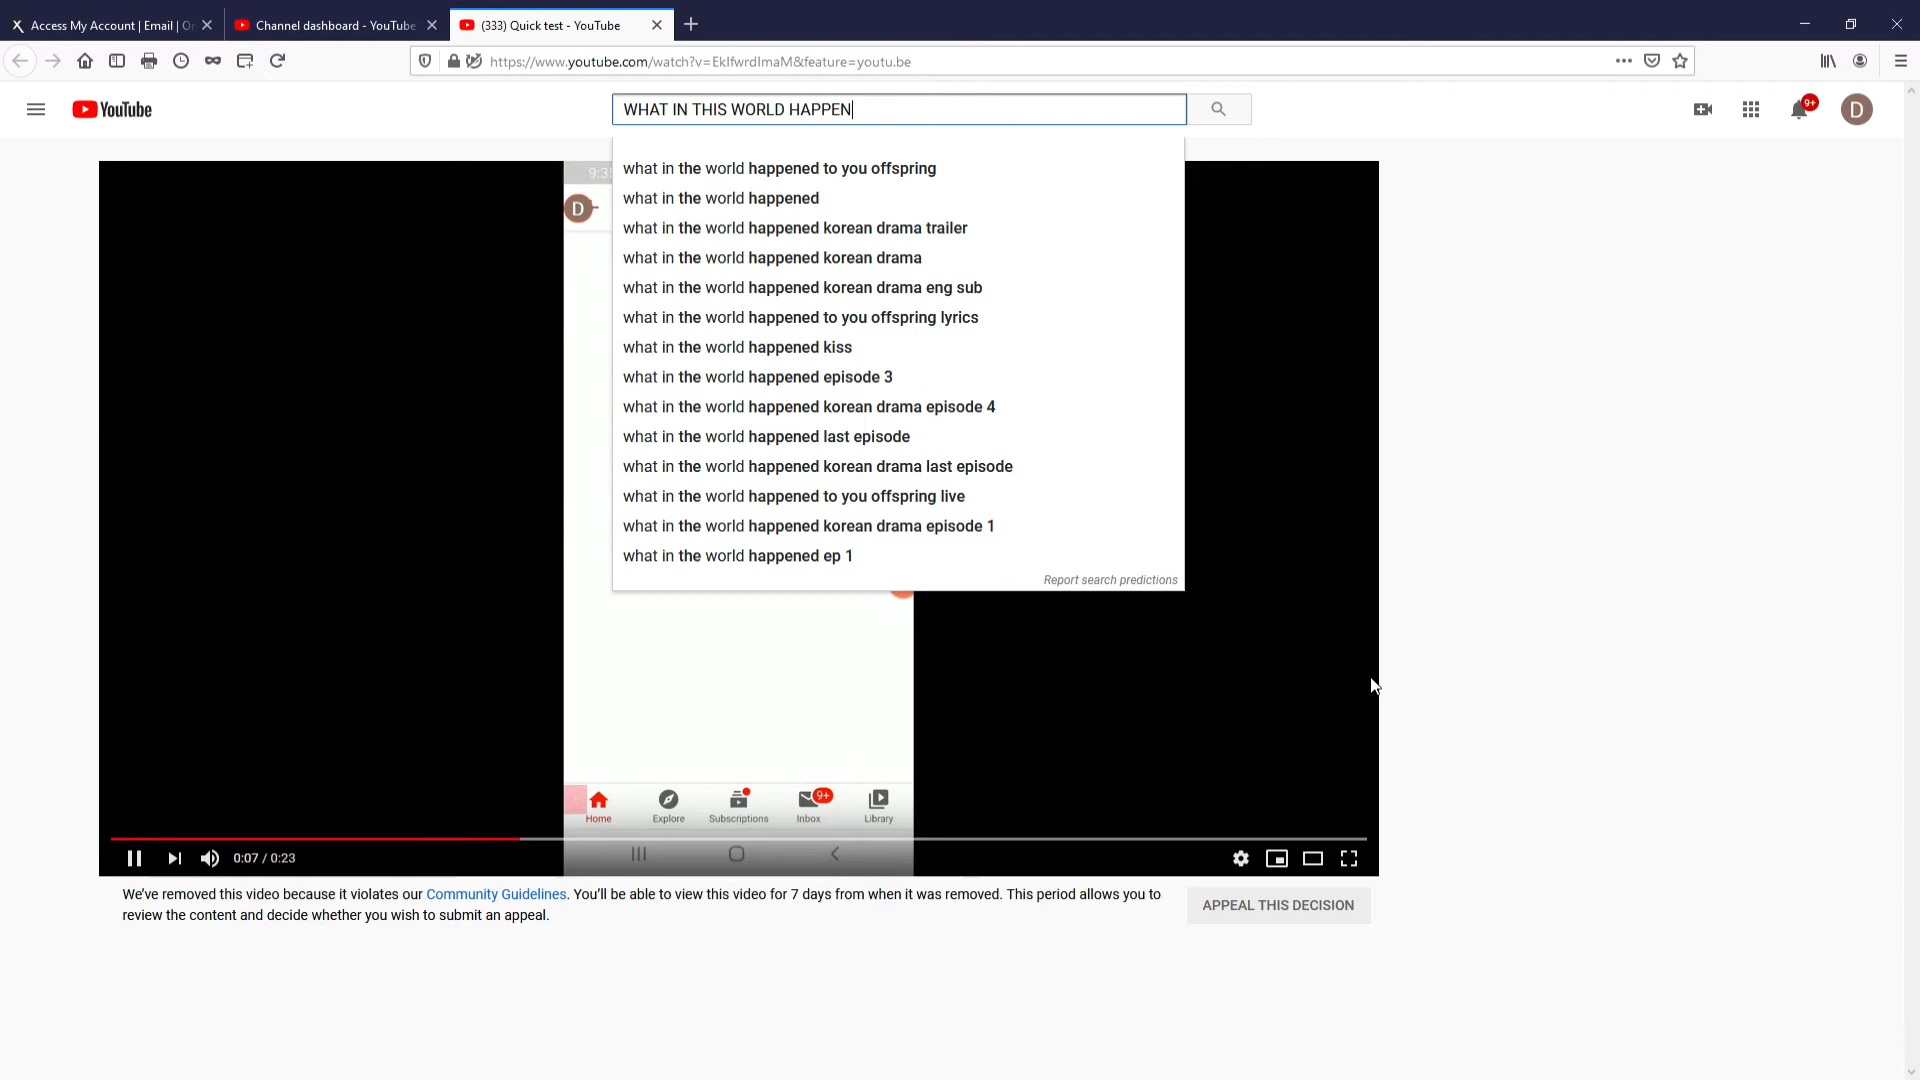 Access My Account | Email | O
Channel dashboard - YouTube
(333) Quick test - YouTube
https://www.youtube.com/watch?v=EkIfwrdImaM&feature=youtu.be
YouTube
WHAT IN THIS WORLD HAPPEN
9+
D
what in the world happened to you offspring
what in the world happened
what in the world happened korean drama trailer
what in the world happened korean drama
what in the world happened korean drama eng sub
what in the world happened to you offspring lyrics
what in the world happened kiss
what in the world happened episode 3
what in the world happened korean drama episode 4
what in the world happened last episode
what in the world happened korean drama last episode
what in the world happened to you offspring live
what in the world happened korean drama episode 1
what in the world happened ep 1
Report search predictions
D
9+
Home Explore Subscriptions Inbox Library
0:07 / 0:23
We've removed this video because it violates our Community Guidelines. You'll be able to view this video for 7 days from when it was removed. This period allows you to
review the content and decide whether you wish to submit an appeal.
APPEAL THIS DECISION